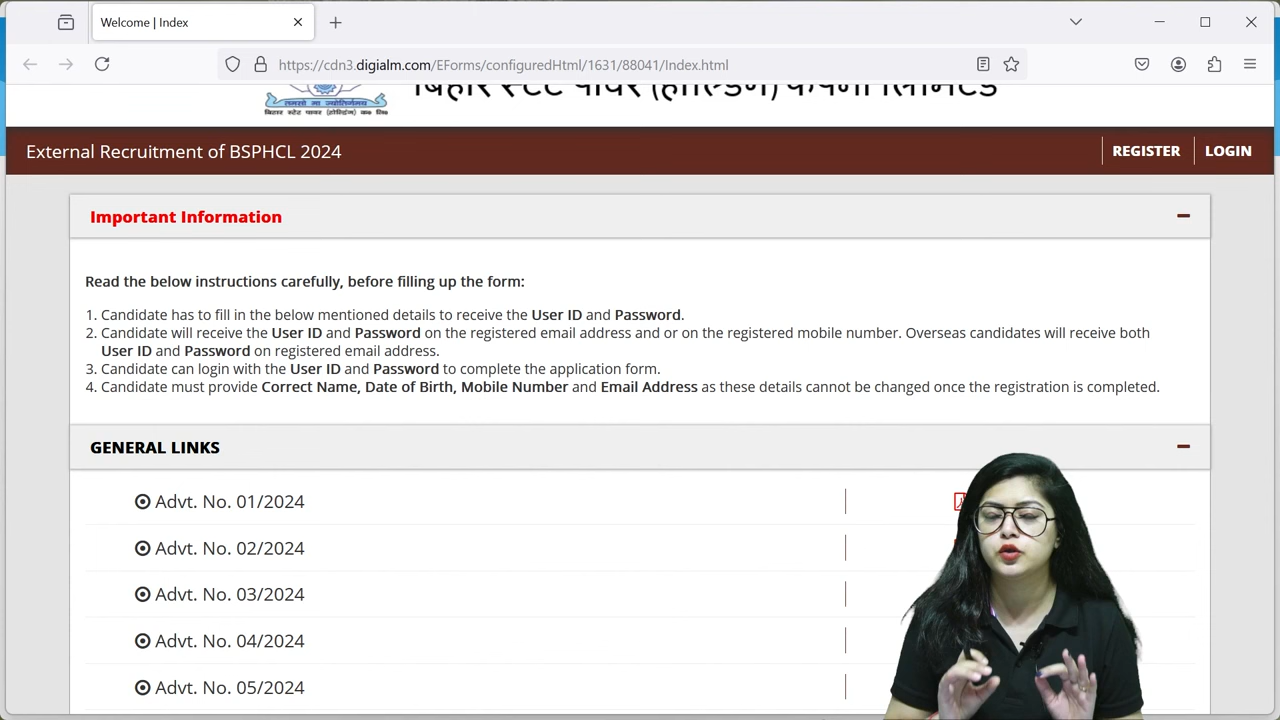 Welcome | Index
https://cdn3.digialm.com/EForms/configuredHtml/1631/88041/Index.html
बिहार स्टेट पावर (होल्डिंग) कंपनी लिमिटेड
तमसो मा ज्योतिर्गमय
बिहार स्टेट पावर (होल्डिंग) कं० लि०
External Recruitment of BSPHCL 2024
REGISTER
LOGIN
Important Information
Read the below instructions carefully, before filling up the form:
1. Candidate has to fill in the below mentioned details to receive the User ID and Password.
2. Candidate will receive the User ID and Password on the registered email address and or on the registered mobile number. Overseas candidates will receive both
User ID and Password on registered email address.
3. Candidate can login with the User ID and Password to complete the application form.
4. Candidate must provide Correct Name, Date of Birth, Mobile Number and Email Address as these details cannot be changed once the registration is completed.
GENERAL LINKS
Advt. No. 01/2024
Advt. No. 02/2024
Advt. No. 03/2024
Advt. No. 04/2024
Advt. No. 05/2024